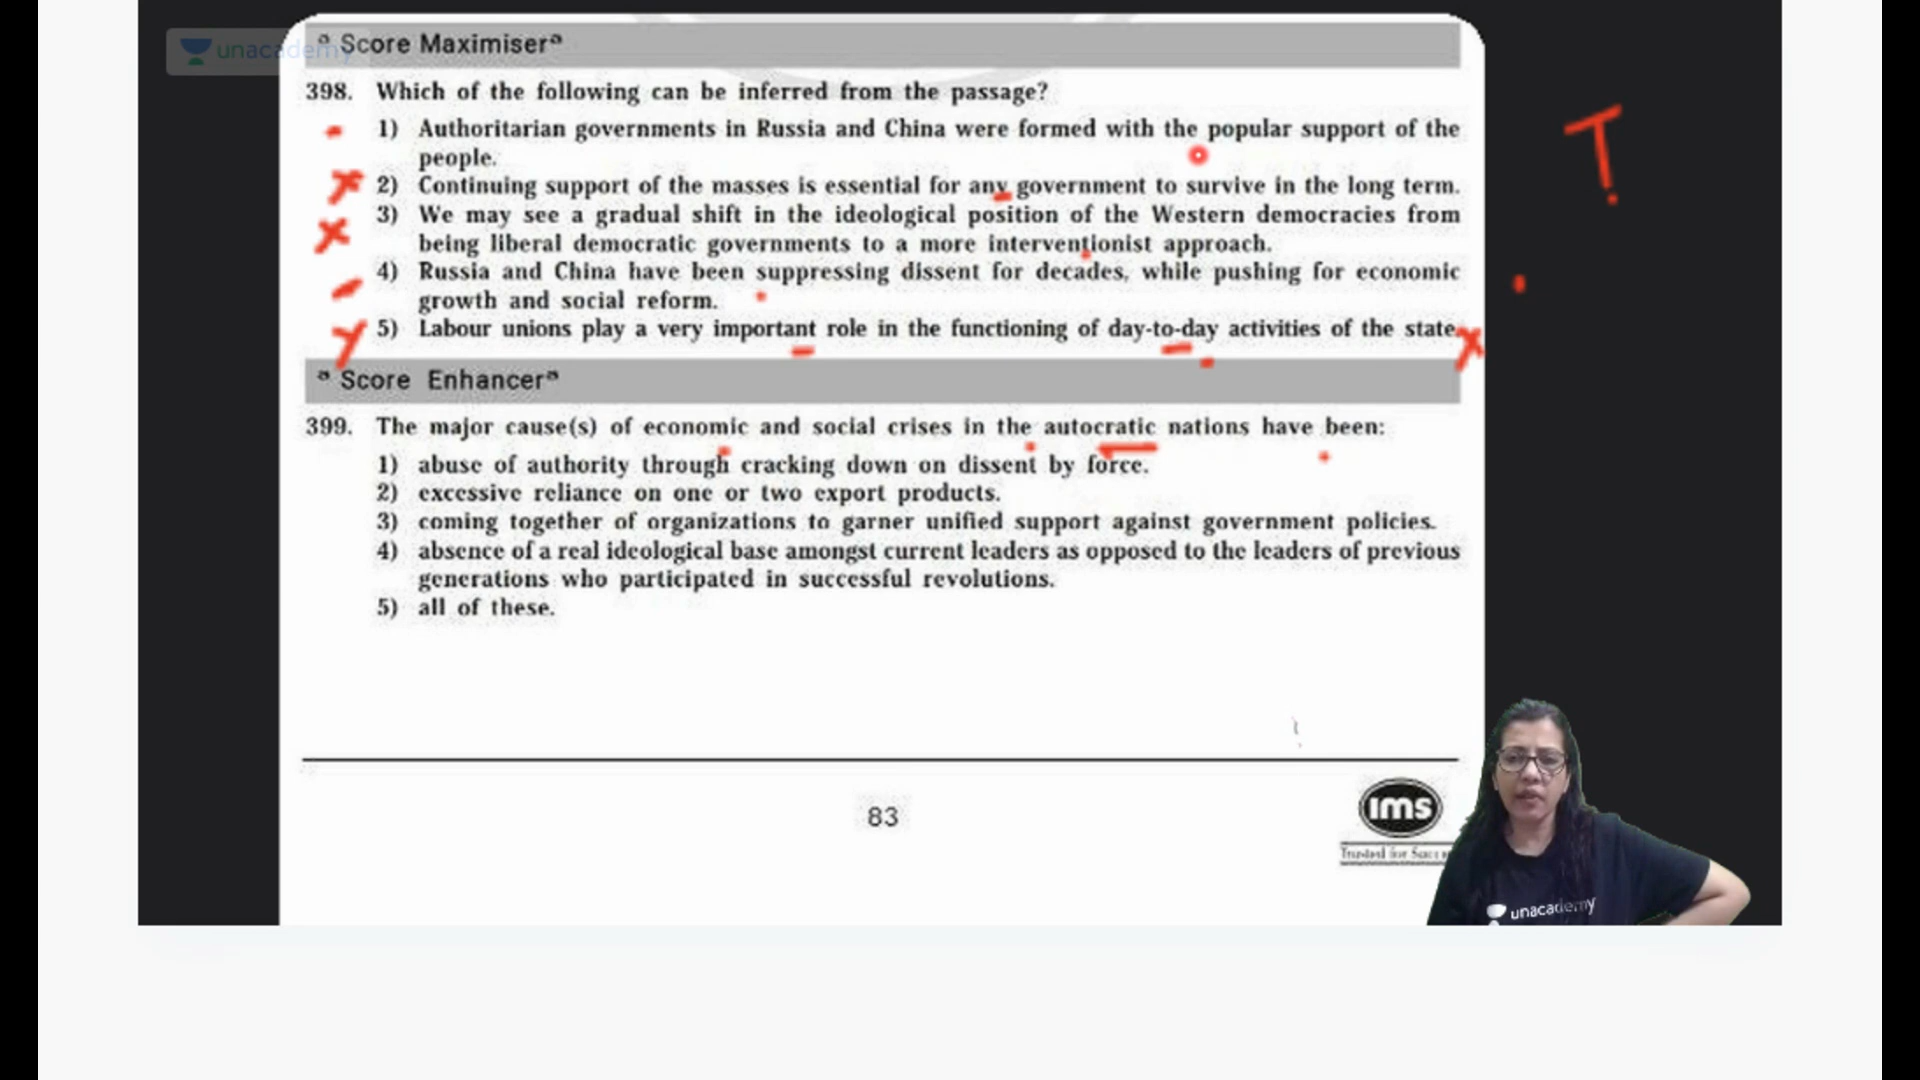 unacademy
ª Score Maximiserª
398. Which of the following can be inferred from the passage?
1) Authoritarian governments in Russia and China were formed with the popular support of the
people.
2) Continuing support of the masses is essential for any government to survive in the long term.
3) We may see a gradual shift in the ideological position of the Western democracies from
being liberal democratic governments to a more interventionist approach.
4) Russia and China have been suppressing dissent for decades, while pushing for economic
growth and social reform.
5) Labour unions play a very important role in the functioning of day-to-day activities of the state.
ª Score Enhancerª
399. The major cause(s) of economic and social crises in the autocratic nations have been:
1) abuse of authority through cracking down on dissent by force.
2) excessive reliance on one or two export products.
3) coming together of organizations to garner unified support against government policies.
4) absence of a real ideological base amongst current leaders as opposed to the leaders of previous
generations who participated in successful revolutions.
5) all of these.
83
ims
Trusted for
unacademy
T